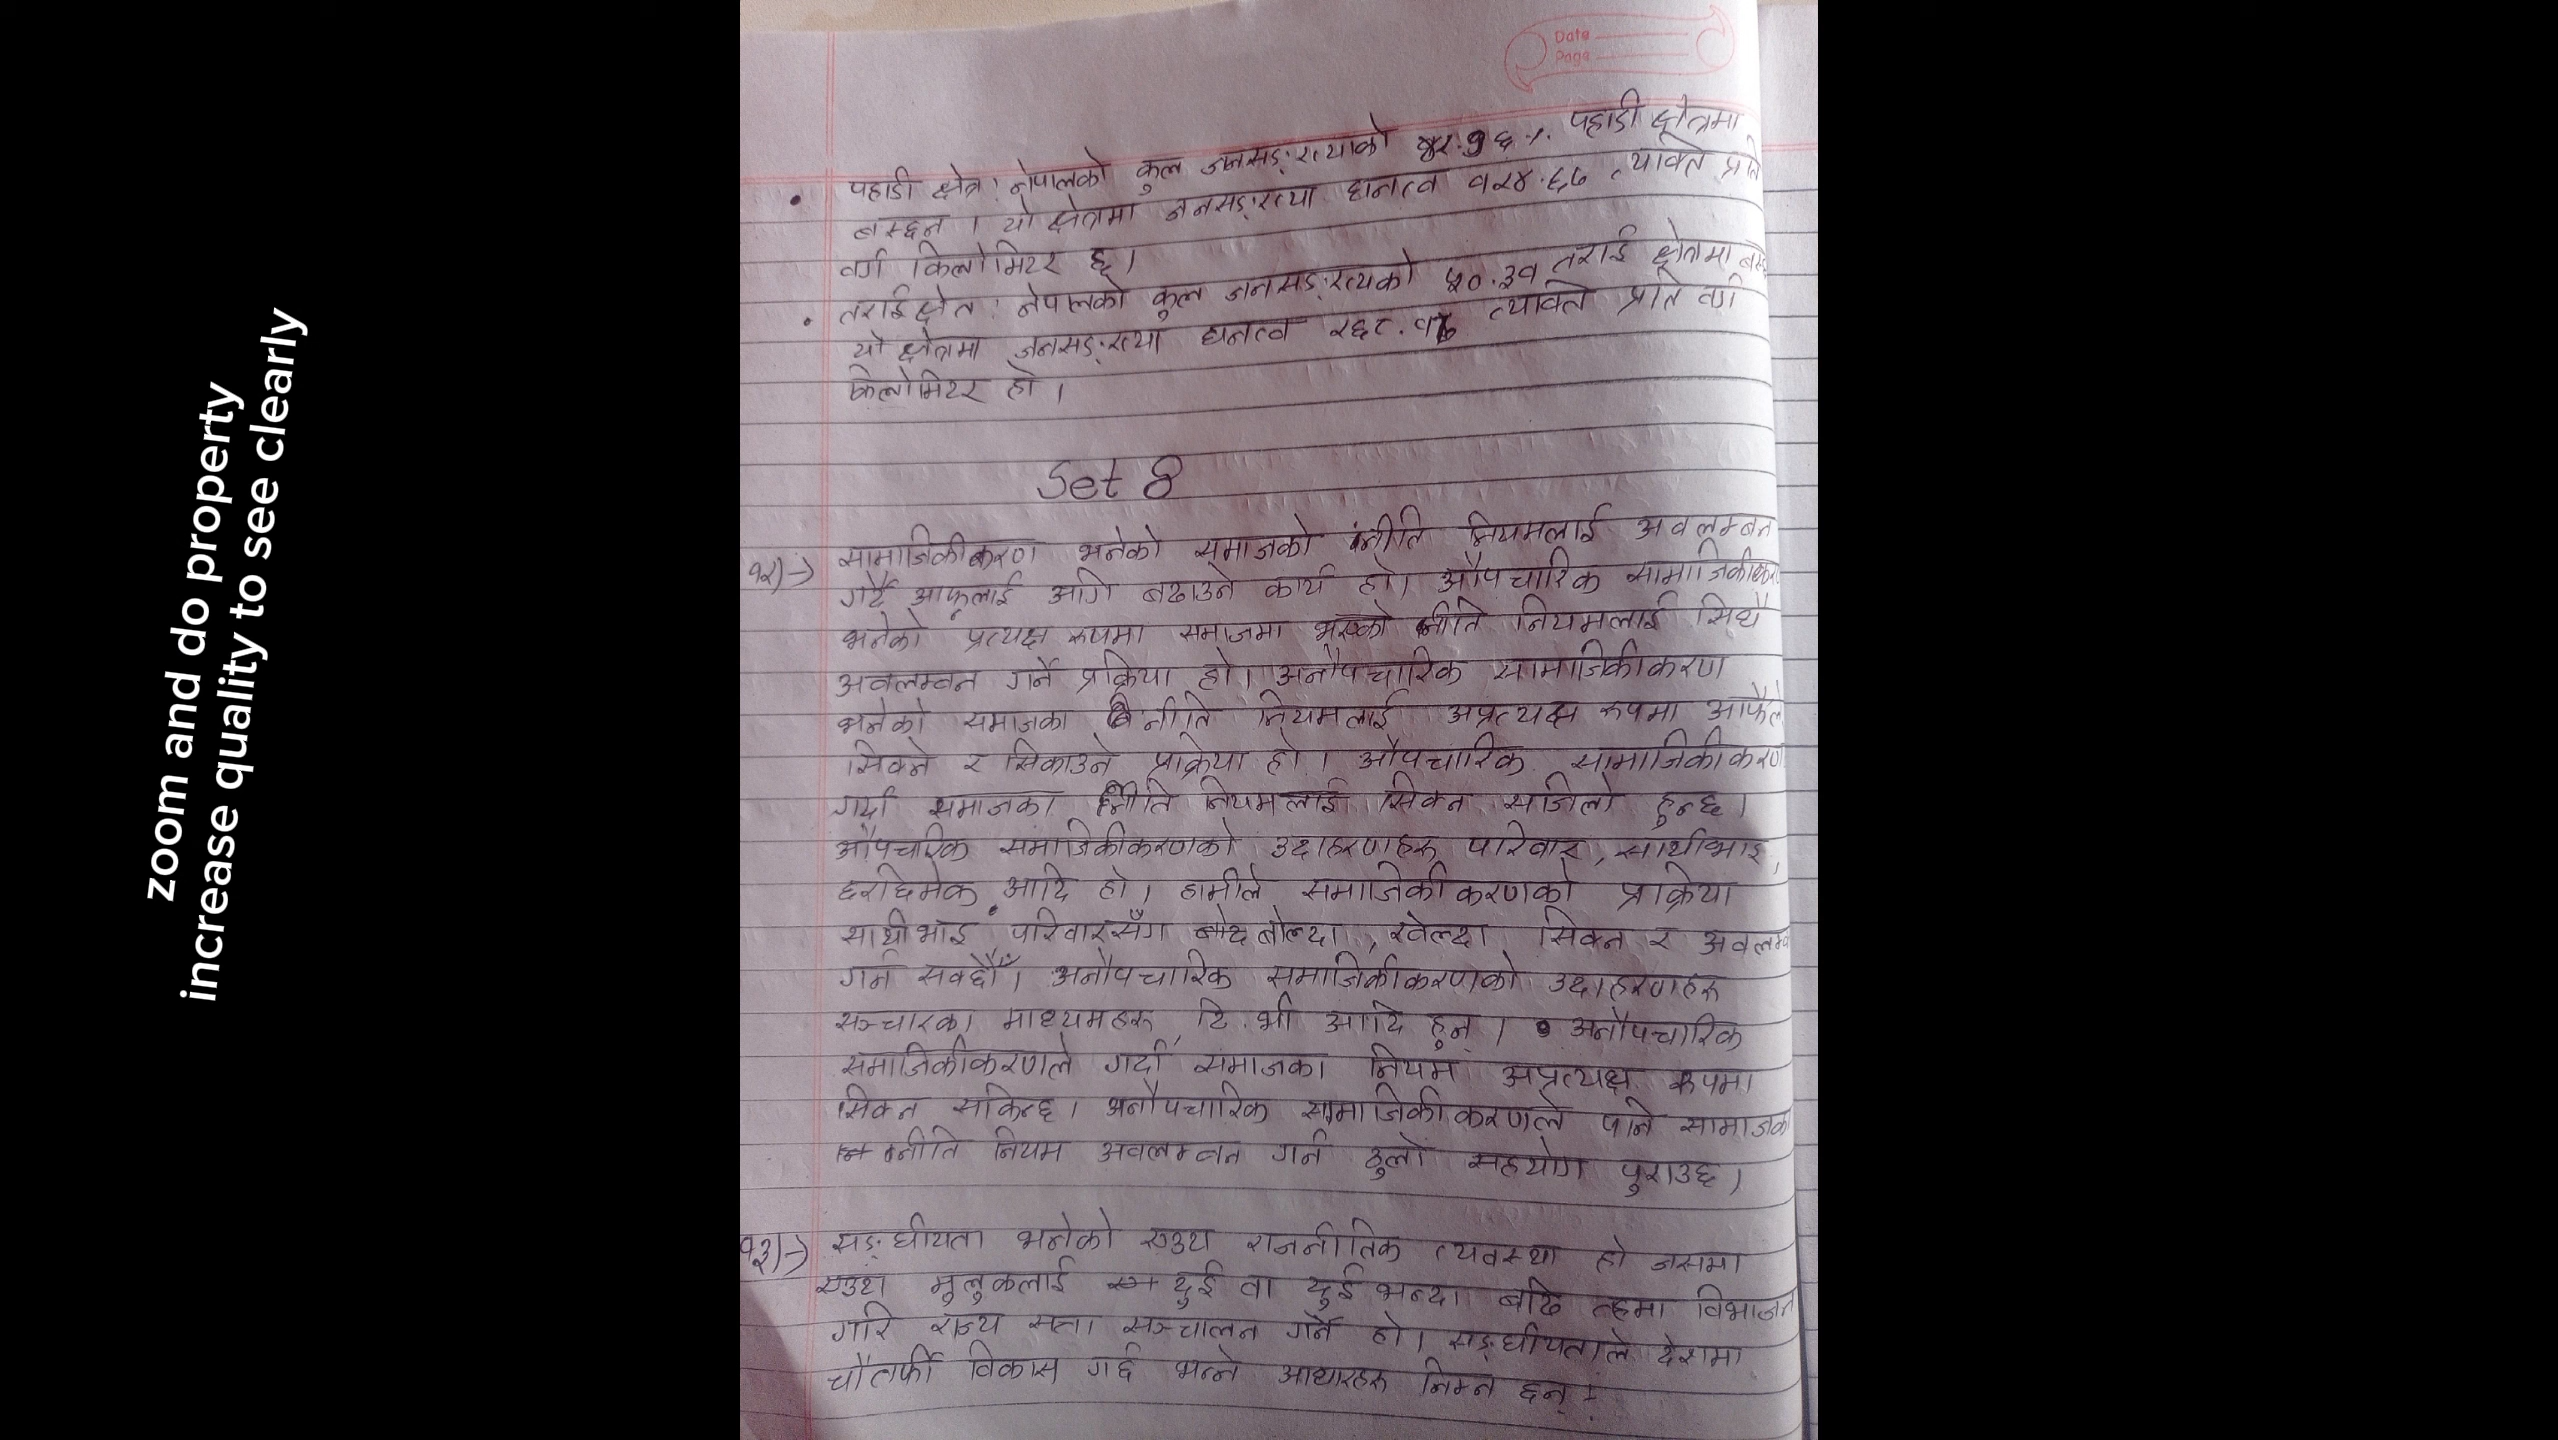 zoom and do property
increase quality to see clearly
Date
Page
• पहाडी क्षेत्र : नेपालको कुल जनसङ्ख्याको ४२.१६ % पहाडी क्षेत्रमा
बस्छन । यो क्षेत्रमा जनसङ्ख्या घनत्व १२४.६७ व्यक्ति प्रति
वर्ग किलोमिटर छ ।
• तराई क्षेत्र : नेपालको कुल जनसङ्ख्यको ५०.३१ तराई क्षेत्रमा
यो क्षेत्रमा जनसङ्ख्या घनत्व २६८. व्यक्ति प्रति वर्ग
किलोमिटर हो ।
Set 8
१२)→ सामाजिकीकरण भनेको समाजको नीति नियमलाई अवलम्बन
गर्दै आफूलाई अगि बढाउने कार्य हो। औपचारिक सामाजिकीकरण
भनेको प्रत्यक्ष रूपमा समाजमा भएको नीति नियमलाई सिधै
अवलम्बन गर्ने प्रक्रिया हो। अनौपचारिक सामाजिकीकरण
भनेको समाजका नीति नियमलाई अप्रत्यक्ष रूपमा आफैले
सिक्ने र सिकाउने प्रक्रिया हो । औपचारिक सामाजिकीकरण
गर्दा समाजका नीति नियमलाई सिक्न सजिलो हुन्छ।
औपचारिक समाजिकीकरणको उदाहरणहरू परिवार, साथीभाई,
छरछिमेक आदि हो । हामीले समाजिकीकरणको प्रक्रिया
साथीभाई परिवारसँग बोल्दा, खेल्दा सिक्न र अवलम्ब
गर्न सक्दौँ । अनौपचारिक समाजिकीकरणको उदाहरणहरू
सञ्चारका माध्यमहरू, टि.भी आदि हुन् । अनौपचारिक
समाजिकीकरणले गर्दा समाजका नियम अप्रत्यक्ष रूपमा
सिक्न सकिन्छ। अनौपचारिक सामाजिकीकरणले पनि सामाजका
नीति नियम अवलम्बन गर्न ठुलो सहयोग पुराउछ ।
१३)→ सङ्घीयता भनेको एउटा राजनीतिक व्यवस्था हो जसमा
एउटा मुलुकलाई दुई वा दुई भन्दा बढि तहमा विभाजन
गरि राज्य सत्ता सञ्चालन गर्ने हो। सङ्घीयताले देशमा
चौतर्फी विकास गर्छ भन्ने आधारहरू निम्न छन् :-